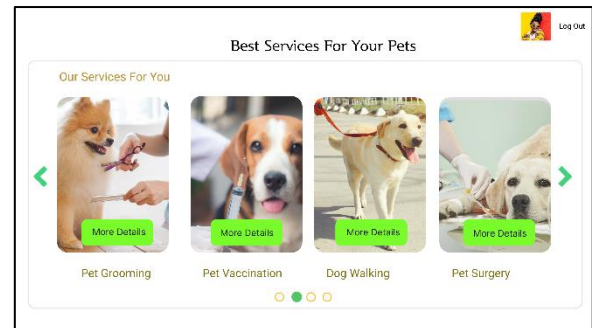 Log Out
Best Services For Your Pets
Our Services For You
More Details
More Details
More Details
More Details
Pet Grooming
Pet Vaccination
Dog Walking
Pet Surgery